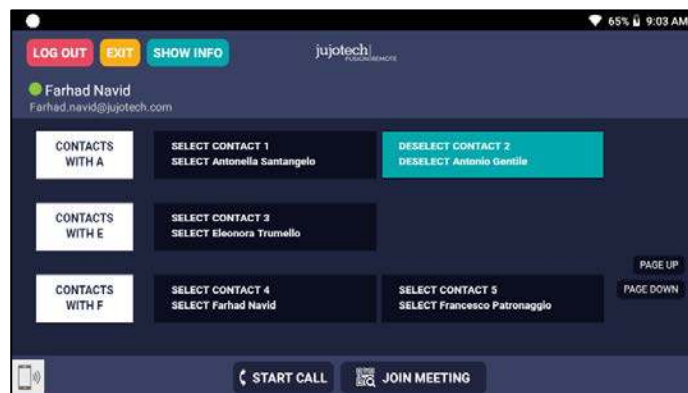 65% 9:03 AM
LOG OUT EXIT SHOW INFO
jujotech
FUSION|REMOTE
Farhad Navid
Farhad.navid@jujotech.com
CONTACTS
WITH A
SELECT CONTACT 1
SELECT Antonella Santangelo
DESELECT CONTACT 2
DESELECT Antonio Gentile
CONTACTS
WITH E
SELECT CONTACT 3
SELECT Eleonora Trumello
CONTACTS
WITH F
SELECT CONTACT 4
SELECT Farhad Navid
SELECT CONTACT 5
SELECT Francesco Patronaggio
PAGE UP
PAGE DOWN
START CALL
JOIN MEETING